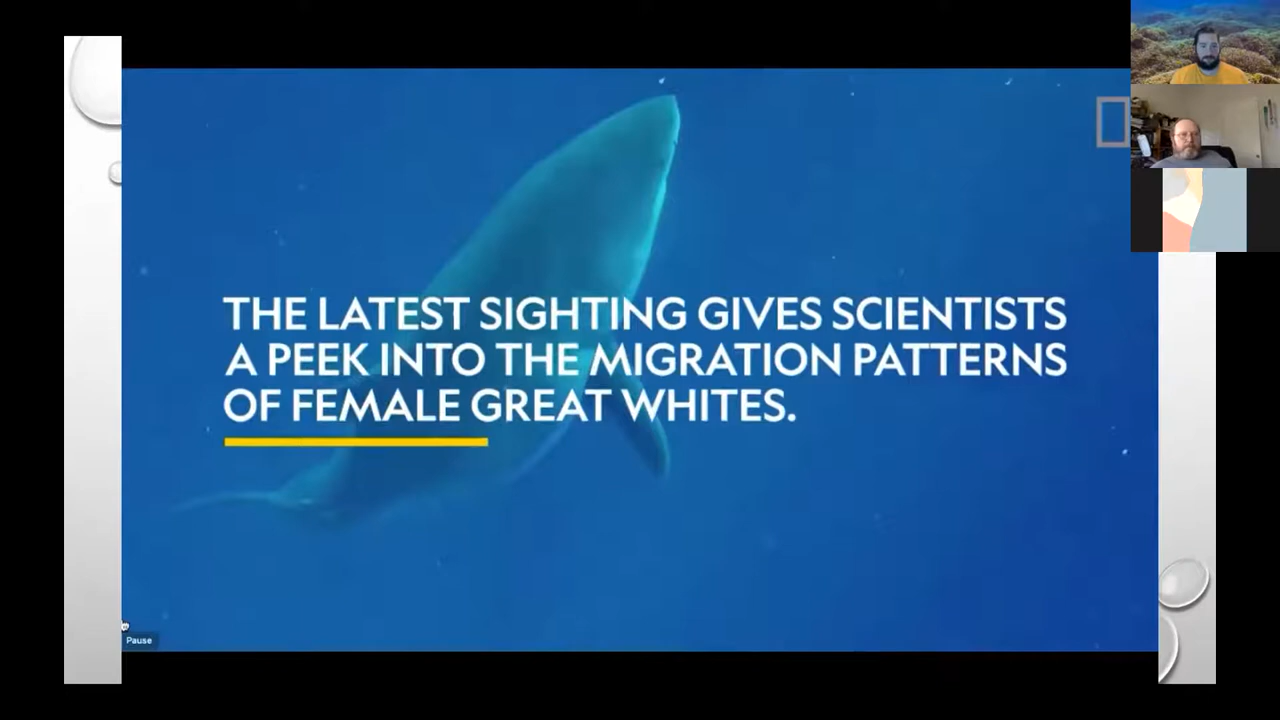 THE LATEST SIGHTING GIVES SCIENTISTS
A PEEK INTO THE MIGRATION PATTERNS
OF FEMALE GREAT WHITES.
Pause